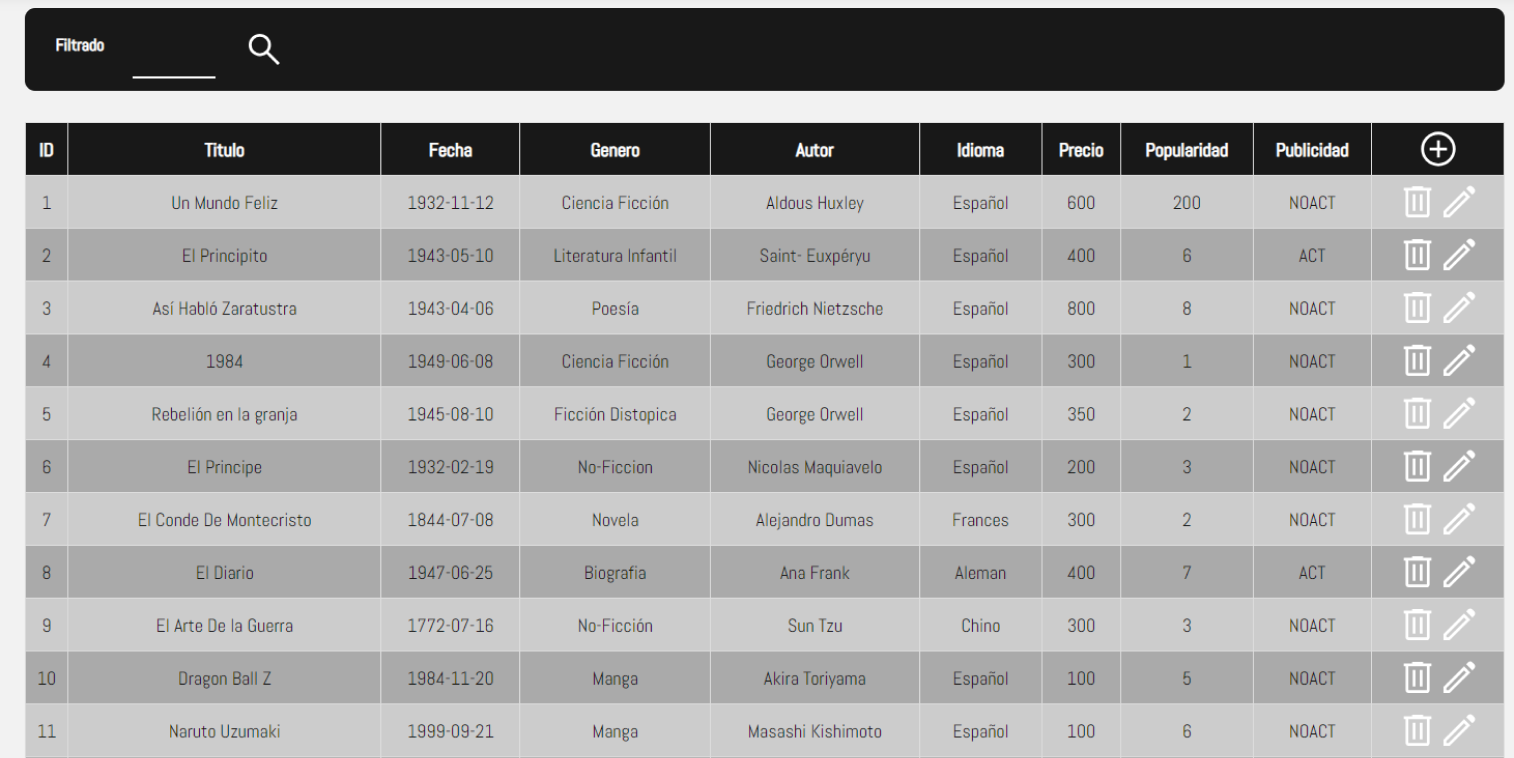 Filtrado
ID Titulo Fecha Genero Autor Idioma Precio Popularidad Publicidad
1 Un Mundo Feliz 1932-11-12 Ciencia Ficción Aldous Huxley Español 600 200 NOACT
2 El Principito 1943-05-10 Literatura Infantil Saint- Euxpéryu Español 400 6 ACT
3 Así Habló Zaratustra 1943-04-06 Poesía Friedrich Nietzsche Español 800 8 NOACT
4 1984 1949-06-08 Ciencia Ficción George Orwell Español 300 1 NOACT
5 Rebelión en la granja 1945-08-10 Ficción Distopica George Orwell Español 350 2 NOACT
6 El Principe 1932-02-19 No-Ficcion Nicolas Maquiavelo Español 200 3 NOACT
7 El Conde De Montecristo 1844-07-08 Novela Alejandro Dumas Frances 300 2 NOACT
8 El Diario 1947-06-25 Biografia Ana Frank Aleman 400 7 ACT
9 El Arte De la Guerra 1772-07-16 No-Ficción Sun Tzu Chino 300 3 NOACT
10 Dragon Ball Z 1984-11-20 Manga Akira Toriyama Español 100 5 NOACT
11 Naruto Uzumaki 1999-09-21 Manga Masashi Kishimoto Español 100 6 NOACT